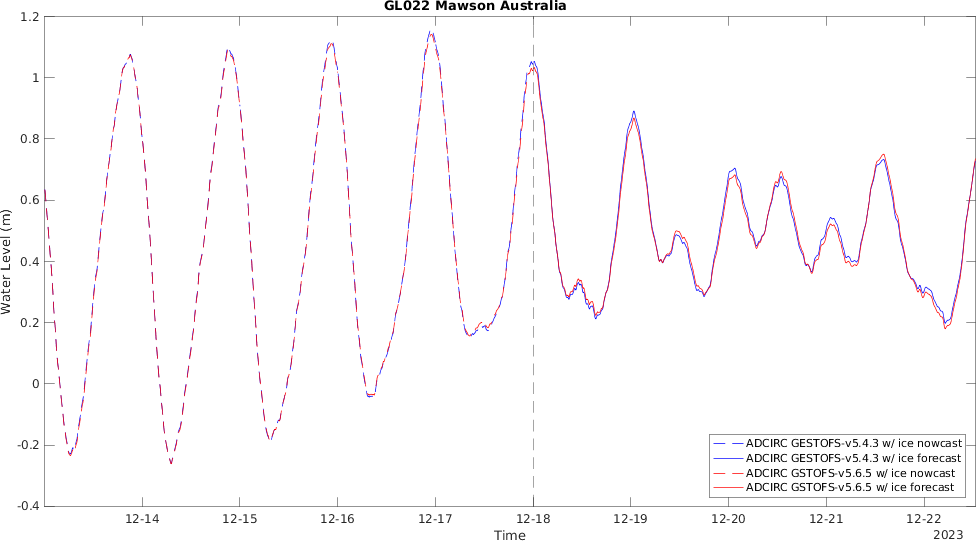 GL022 Mawson Australia
1.2
1
0.8
0.6
0.4
0.2
0
-0.2
-0.4
Water Level (m)
ADCIRC GESTOFS-v5.4.3 w/ ice nowcast
ADCIRC GESTOFS-v5.4.3 w/ ice forecast
ADCIRC GSTOFS-v5.6.5 w/ ice nowcast
ADCIRC GSTOFS-v5.6.5 w/ ice forecast
12-14 12-15 12-16 12-17 12-18 12-19 12-20 12-21 12-22
Time
2023